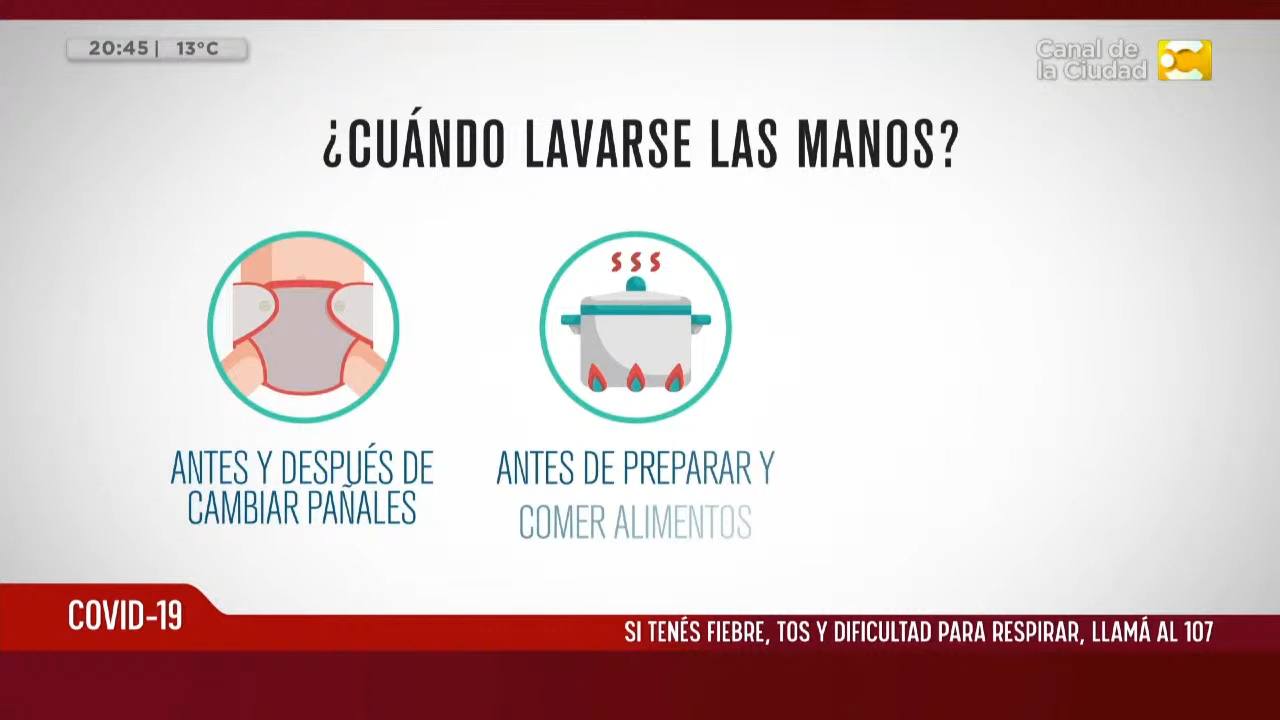 20:45 | 13°C
Canal de
la Ciudad
¿CUÁNDO LAVARSE LAS MANOS?
ANTES Y DESPUÉS DE
CAMBIAR PAÑALES
ANTES DE PREPARAR Y
COMER ALIMENTOS
COVID-19
SI TENÉS FIEBRE, TOS Y DIFICULTAD PARA RESPIRAR, LLAMÁ AL 107